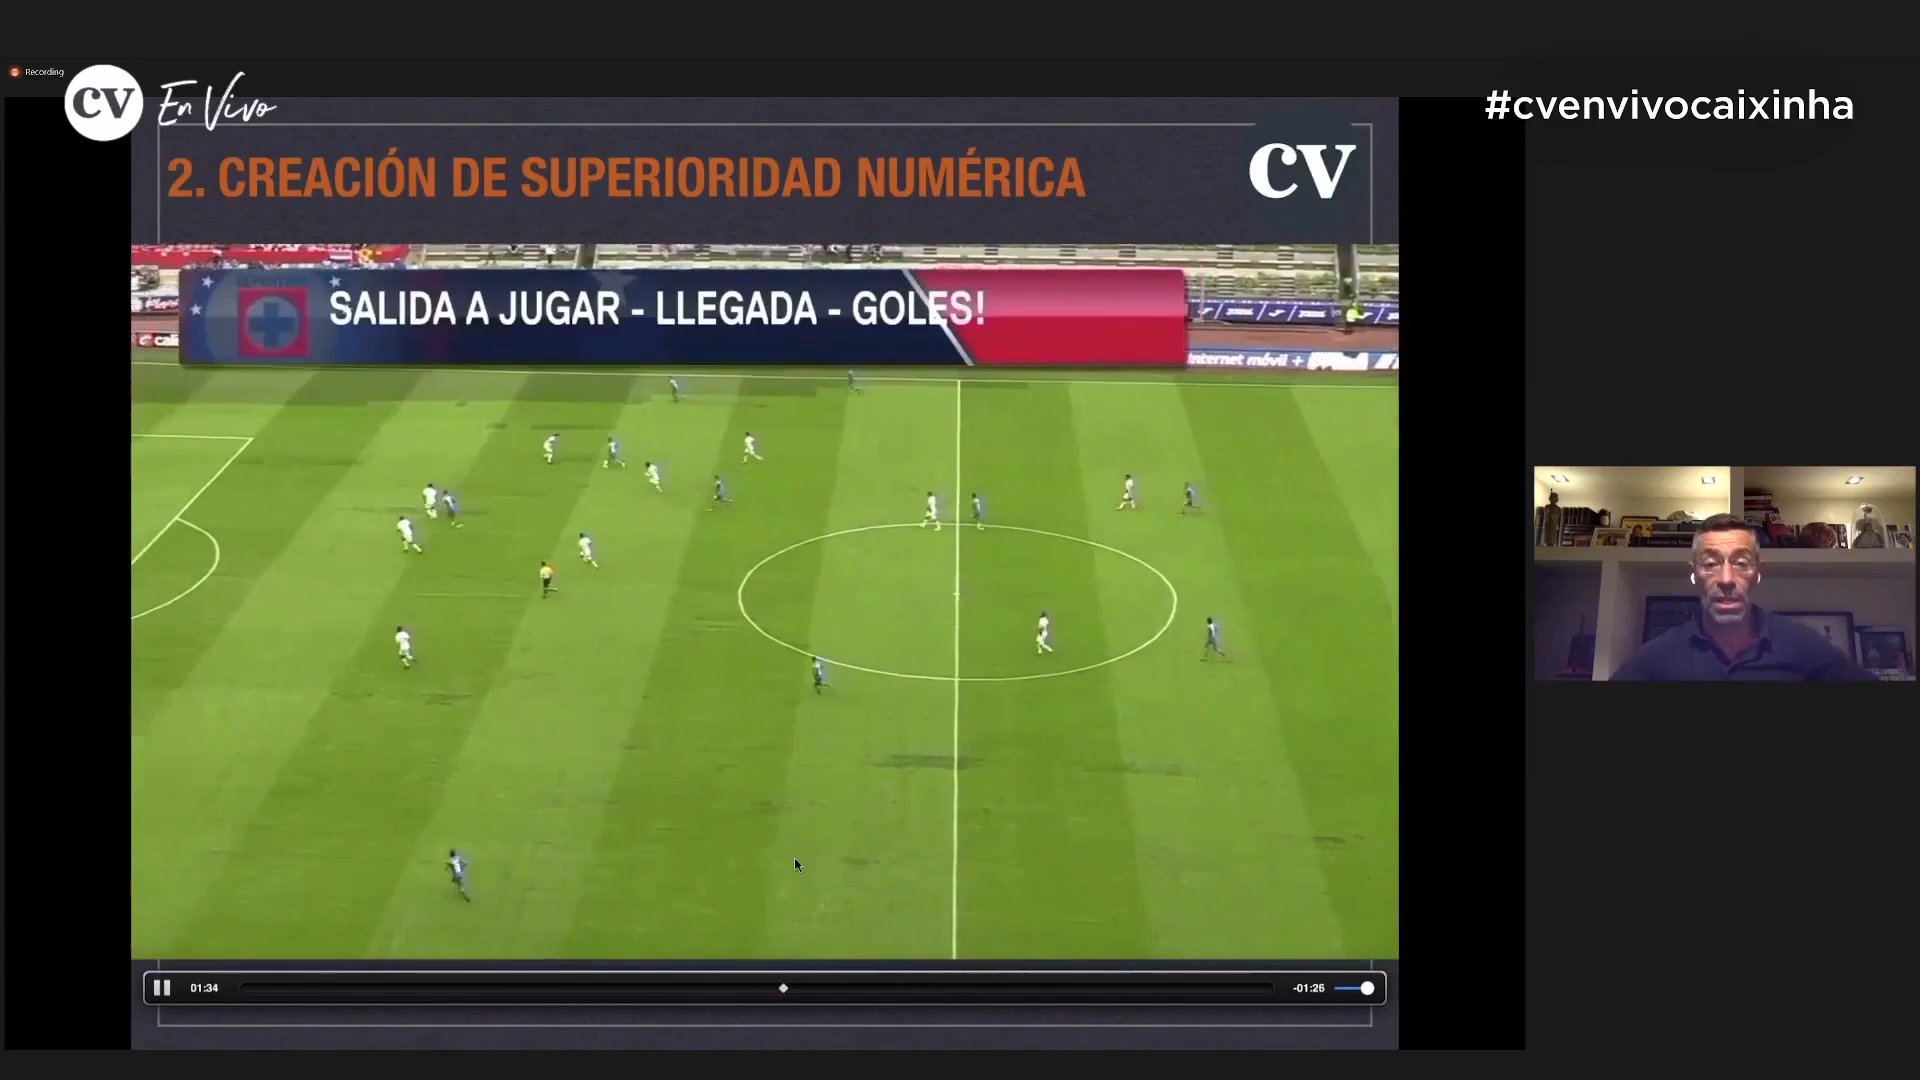 Recording
CV
En Vivo
#cvenvivocaixinha
2. CREACIÓN DE SUPERIORIDAD NUMÉRICA
CV
SALIDA A JUGAR - LLEGADA - GOLES!
internet móvil +
01:34
-01:26